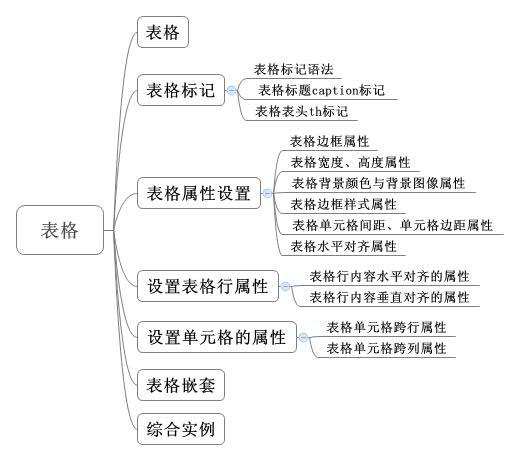 表格
表格
表格标记
表格标记语法
表格标题caption标记
表格表头th标记
表格属性设置
表格边框属性
表格宽度、高度属性
表格背景颜色与背景图像属性
表格边框样式属性
表格单元格间距、单元格边距属性
表格水平对齐属性
设置表格行属性
表格行内容水平对齐的属性
表格行内容垂直对齐的属性
设置单元格的属性
表格单元格跨行属性
表格单元格跨列属性
表格嵌套
综合实例